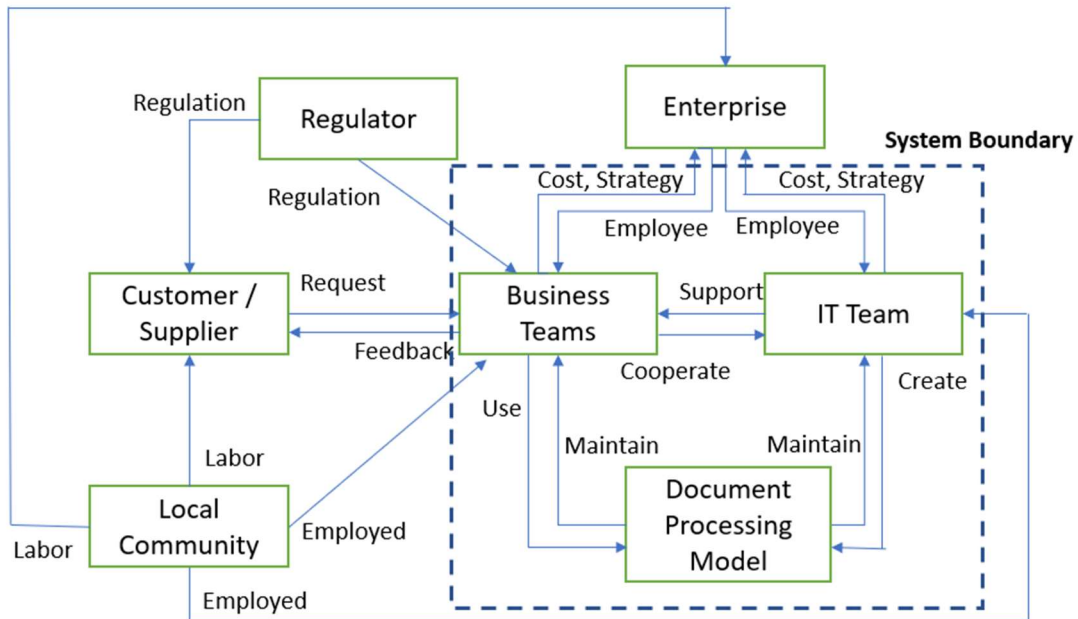 Regulation
Regulator
Enterprise
System Boundary
Regulation
Cost, Strategy
Cost, Strategy
Employee
Employee
Customer /
Supplier
Request
Feedback
Business
Teams
Support
Cooperate
IT Team
Create
Use
Maintain
Maintain
Labor
Local
Community
Labor
Employed
Employed
Document
Processing
Model